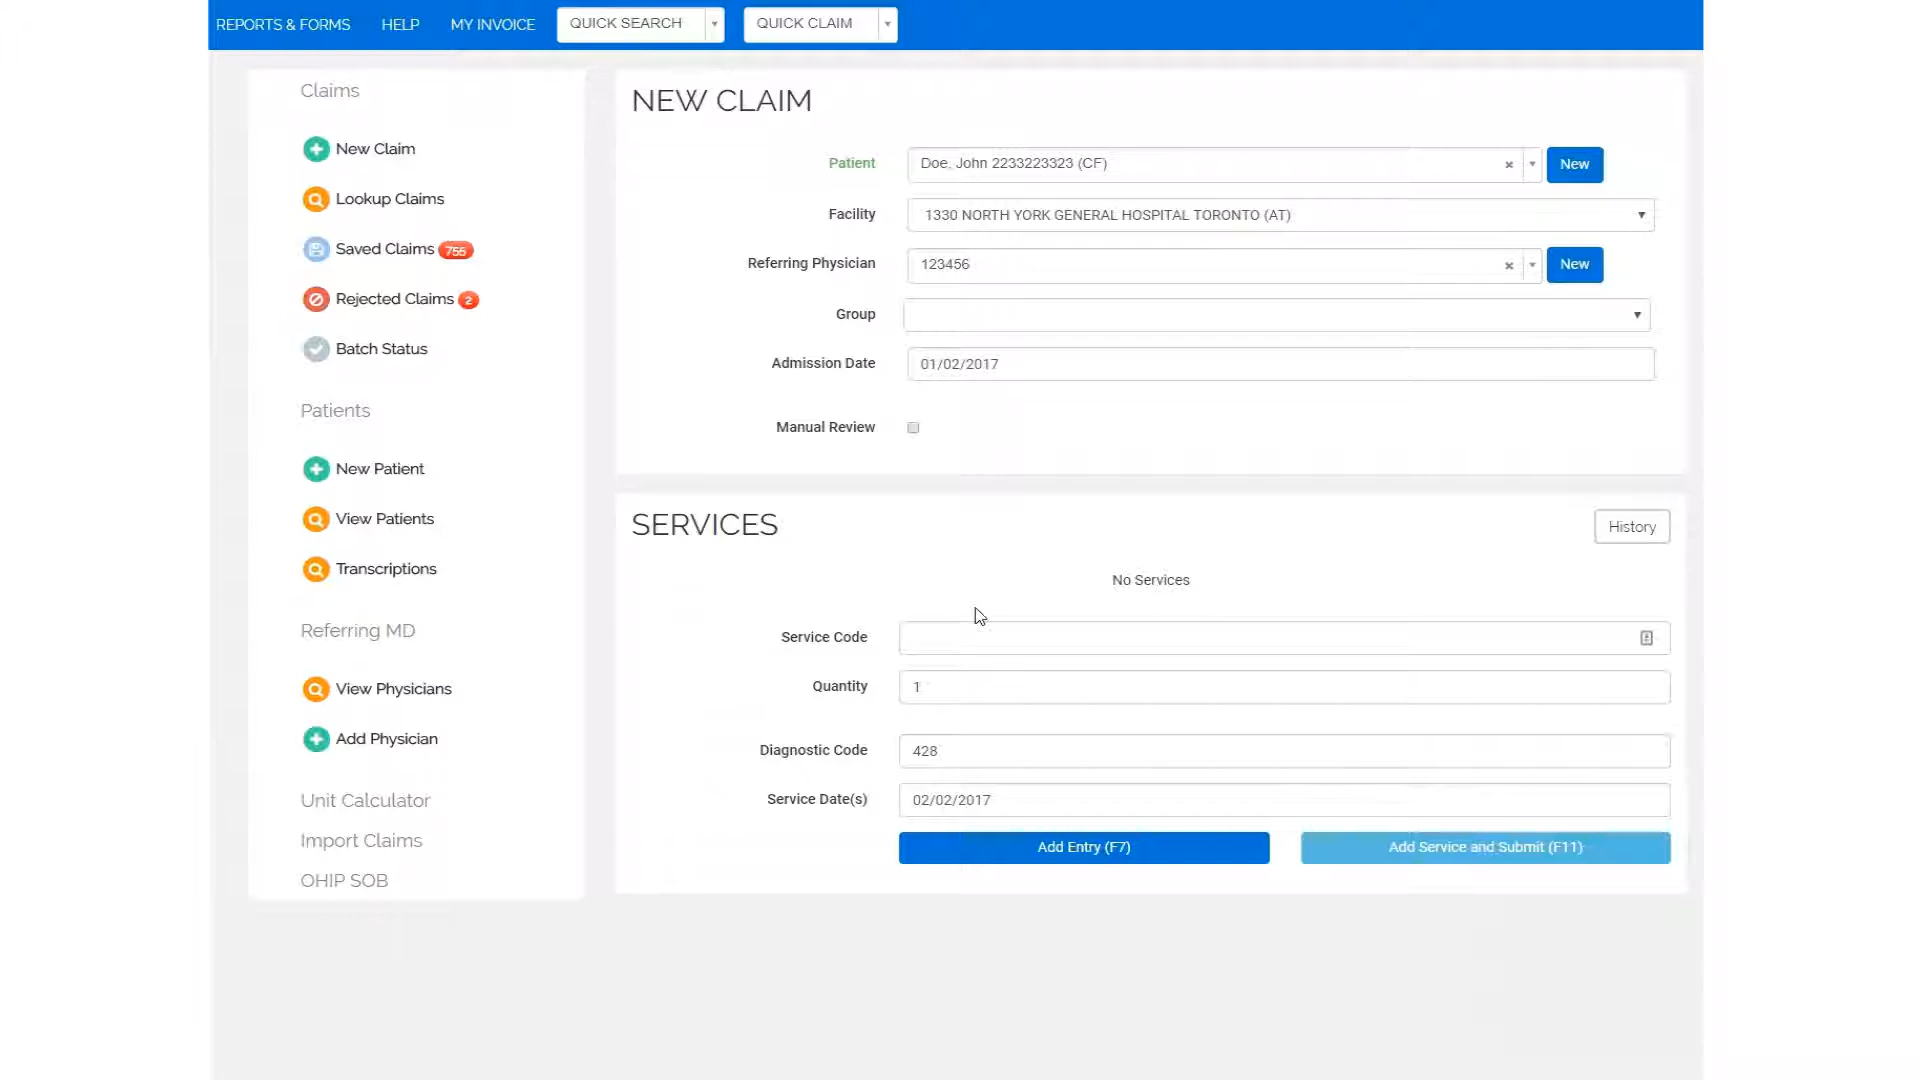 REPORTS & FORMS HELP MY INVOICE QUICK SEARCH QUICK CLAIM
Claims
New Claim
Lookup Claims
Saved Claims 755
Rejected Claims 2
Batch Status
Patients
New Patient
View Patients
Transcriptions
Referring MD
View Physicians
Add Physician
Unit Calculator
Import Claims
OHIP SOB
NEW CLAIM
Patient Doe, John 2233223323 (CF) × New
Facility 1330 NORTH YORK GENERAL HOSPITAL TORONTO (AT)
Referring Physician 123456 × New
Group
Admission Date 01/02/2017
Manual Review
SERVICES History
No Services
Service Code
Quantity 1
Diagnostic Code 428
Service Date(s) 02/02/2017
Add Entry (F7) Add Service and Submit (F11)